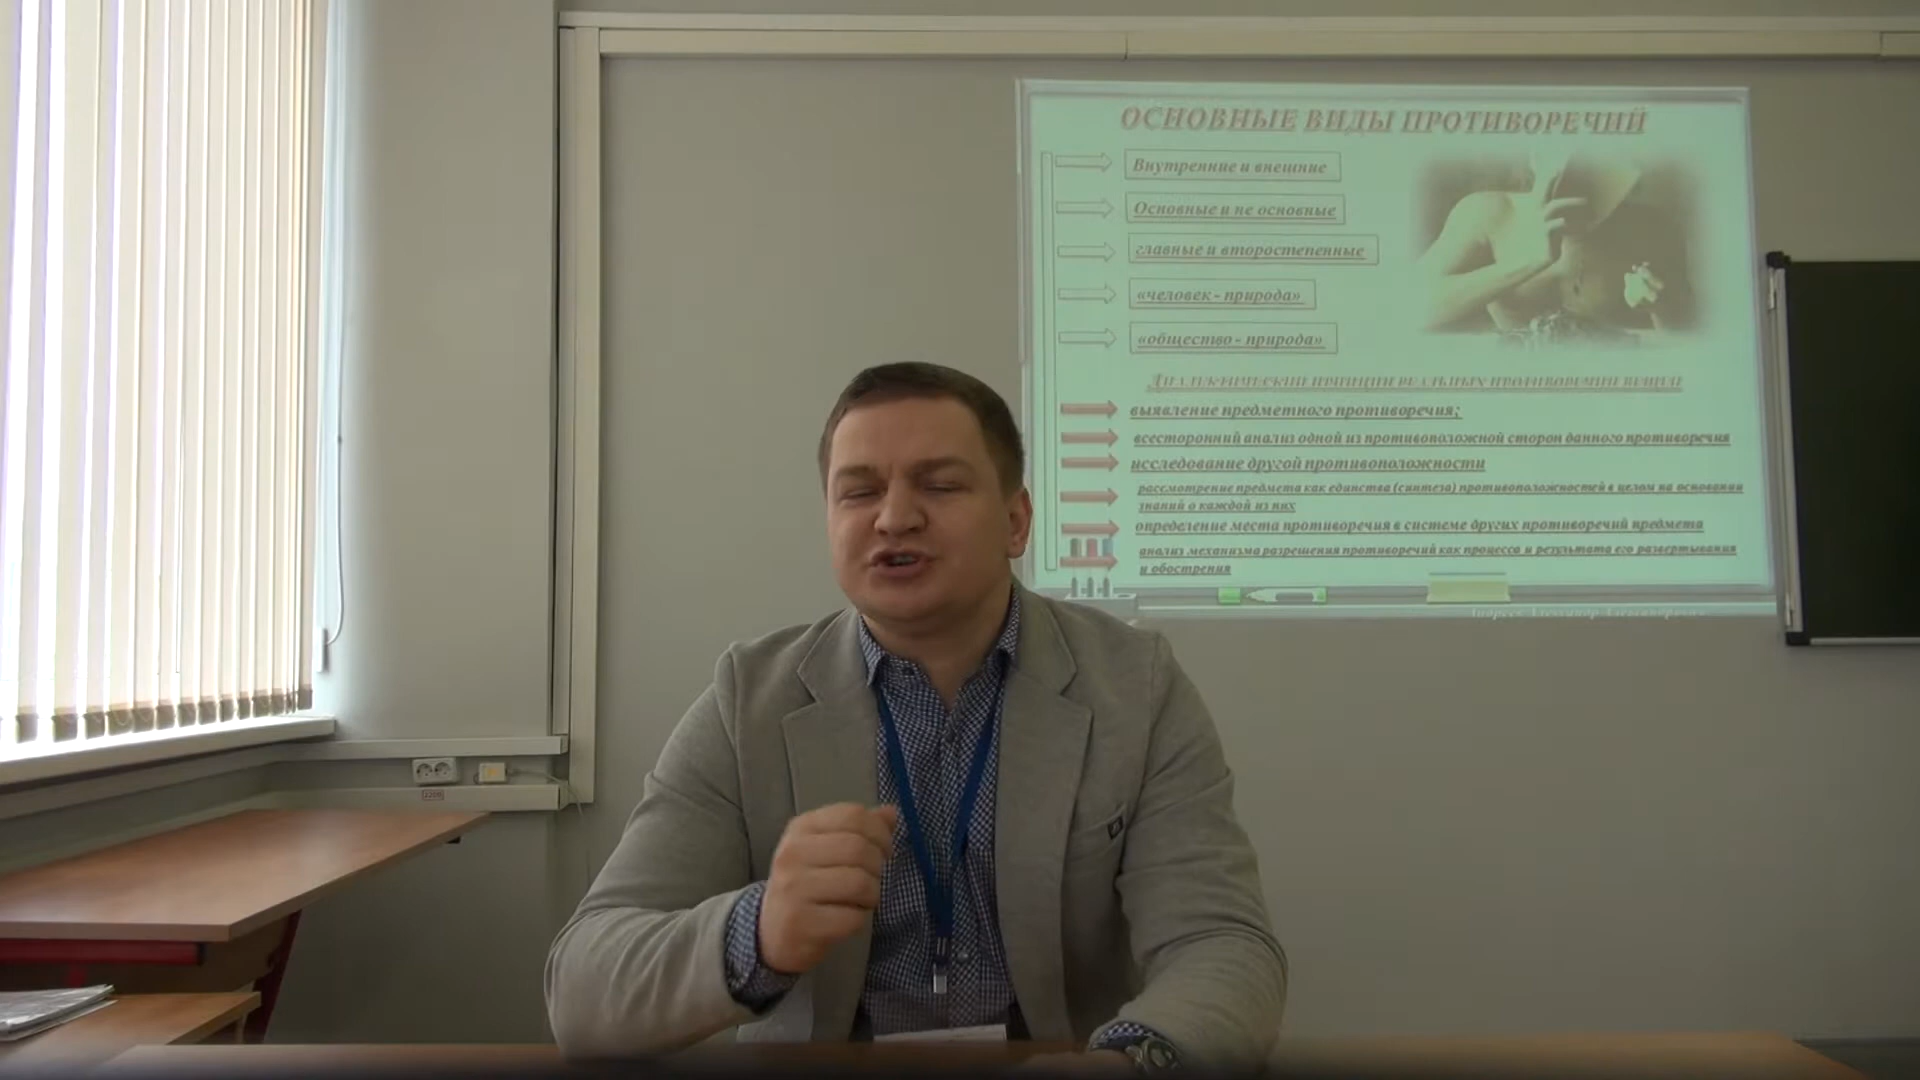 ОСНОВНЫЕ ВИДЫ ПРОТИВОРЕЧИЙ
Внутренние и внешние
Основные и не основные
главные и второстепенные
«человек - природа»
«общество - природа»
выявление предметного противоречия;
всесторонний анализ одной из противоположной сторон данного противоречия
исследование другой противоположности
рассмотрение предмета как единства (синтеза) противоположностей в целом на основании
знаний о каждой из них
определение места противоречия в системе других противоречий предмета
анализ механизма разрешения противоречий как процесса и результата его развертывания
и обострения